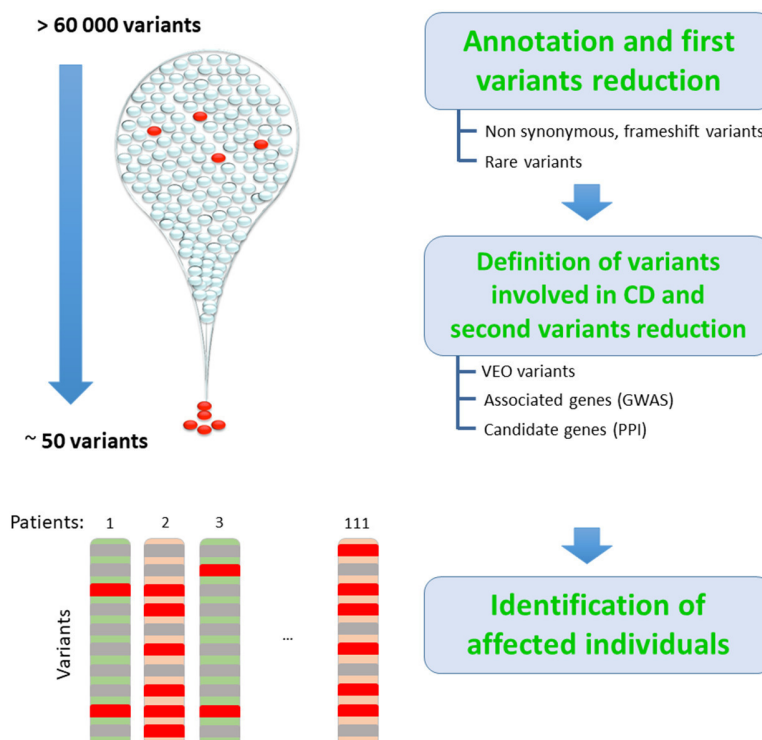 > 60 000 variants
~ 50 variants
Annotation and first
variants reduction
Non synonymous, frameshift variants
Rare variants
Definition of variants
involved in CD and
second variants reduction
VEO variants
Associated genes (GWAS)
Candidate genes (PPI)
Patients: 1 2 3 111
Variants
...
Identification of
affected individuals